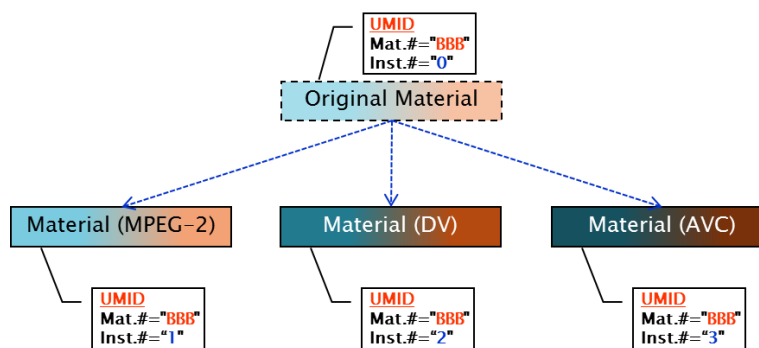 UMID
Mat.#="BBB"
Inst.#="0"
Original Material
Material (MPEG-2)
Material (DV)
Material (AVC)
UMID
Mat.#="BBB"
Inst.#=“1"
UMID
Mat.#="BBB"
Inst.#=“2"
UMID
Mat.#="BBB"
Inst.#=“3"